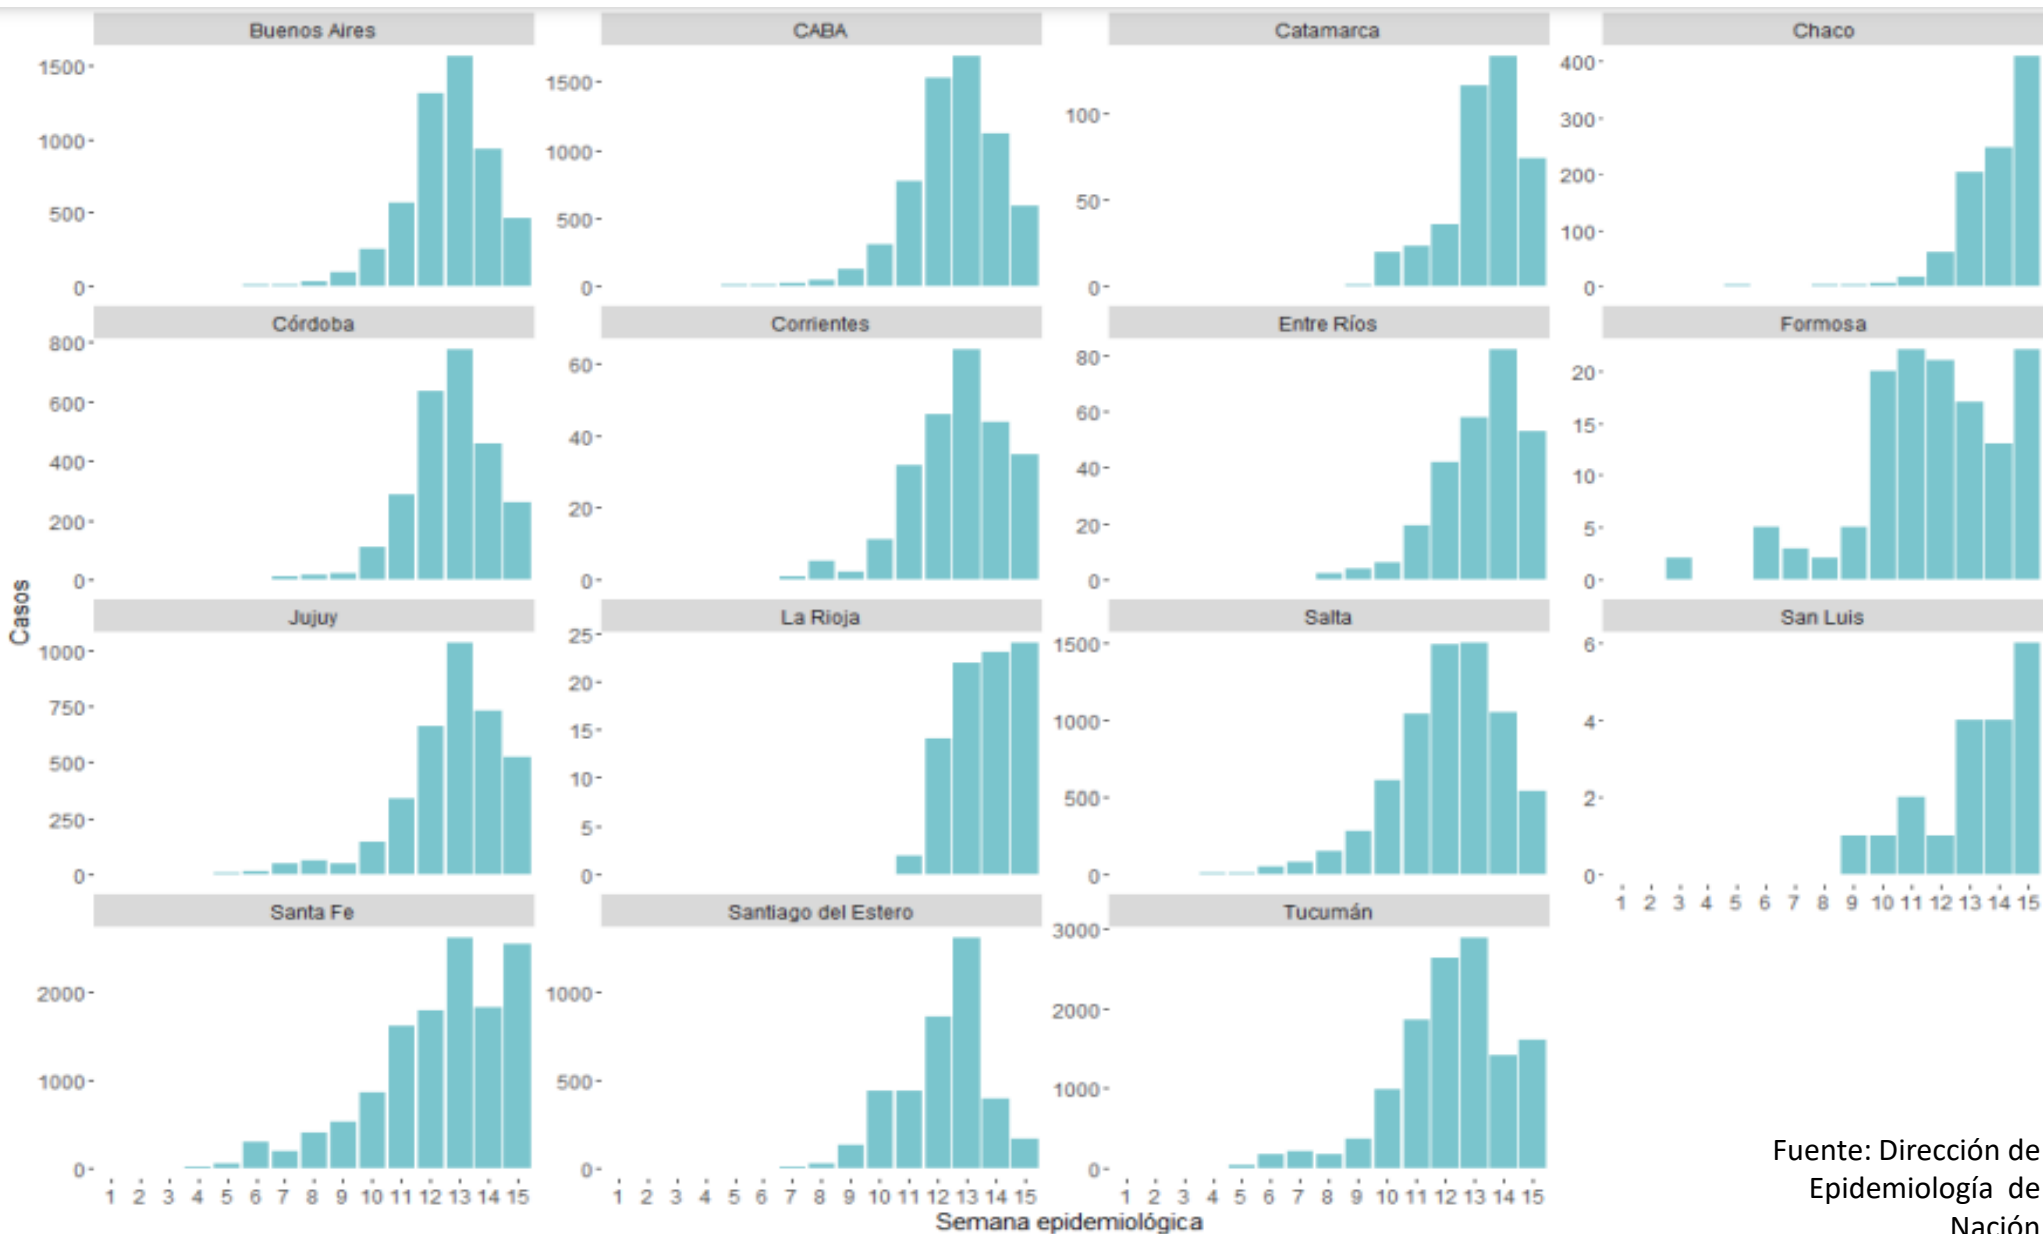 Buenos Aires
CABA
Catamarca
Chaco
1500
1000
500
0
1500
1000
500
0
100
50
0
400
300
200
100
0
Córdoba
Corrientes
Entre Ríos
Formosa
800
600
400
200
0
60
40
20
0
80
60
40
20
0
20
15
10
5
0
Casos
Jujuy
La Rioja
Salta
San Luis
1000
750
500
250
0
25
20
15
10
5
0
1500
1000
500
0
6
4
2
0
1 2 3 4 5 6 7 8 9 10 11 12 13 14 15
Santa Fe
Santiago del Estero
Tucumán
2000
1000
0
1000
500
0
3000
2000
1000
0
1 2 3 4 5 6 7 8 9 10 11 12 13 14 15
1 2 3 4 5 6 7 8 9 10 11 12 13 14 15
1 2 3 4 5 6 7 8 9 10 11 12 13 14 15
Semana epidemiológica
Fuente: Dirección de
Epidemiología de
Nación